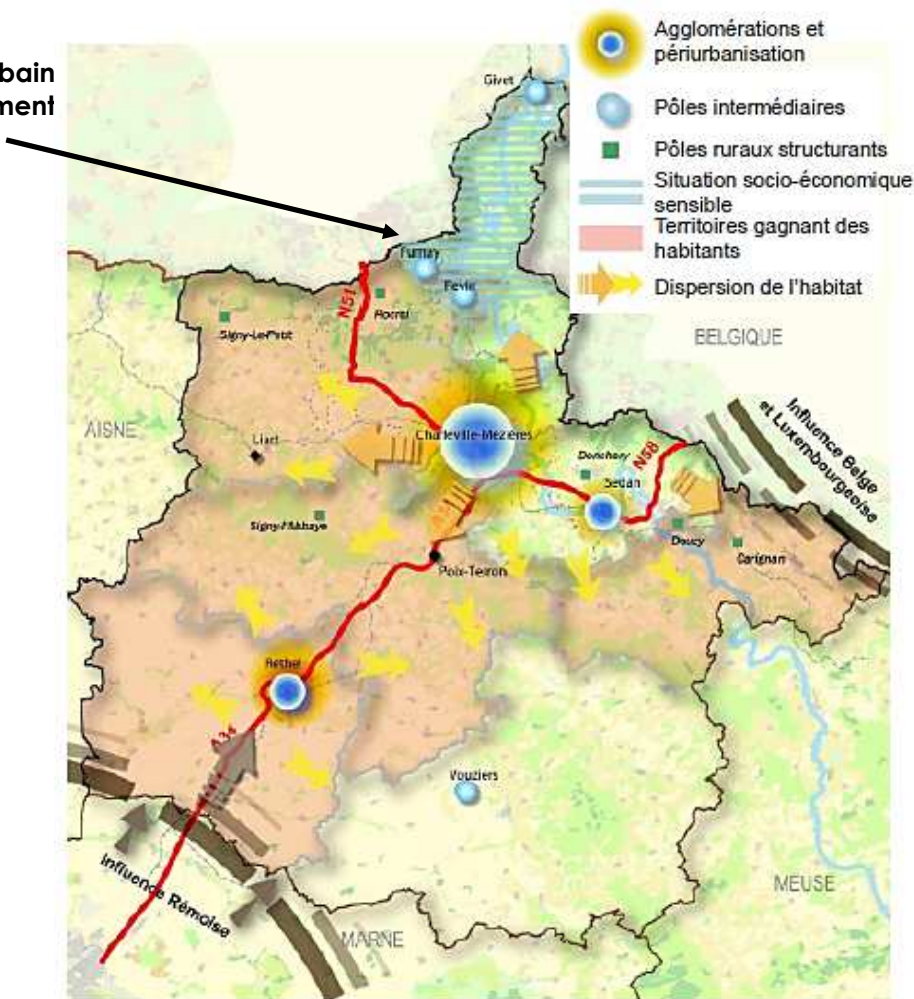 bain
ment
Agglomérations et
périurbanisation
Pôles intermédiaires
Pôles ruraux structurants
Situation socio-économique
sensible
Territoires gagnant des
habitants
Dispersion de l'habitat
Givet
Fumay
Revin
N51
Rocroi
Signy-Le-Petit
BELGIQUE
AISNE
Liart
Charleville-Mézères
Donchery
N58
Sedan
Influence Belge
et Luxembourgeoise
Signy-l'Abbaye
Douzy
Carignan
Poix-Terron
Rethel
A34
Vouziers
Influence Rémoise
MARNE
MEUSE